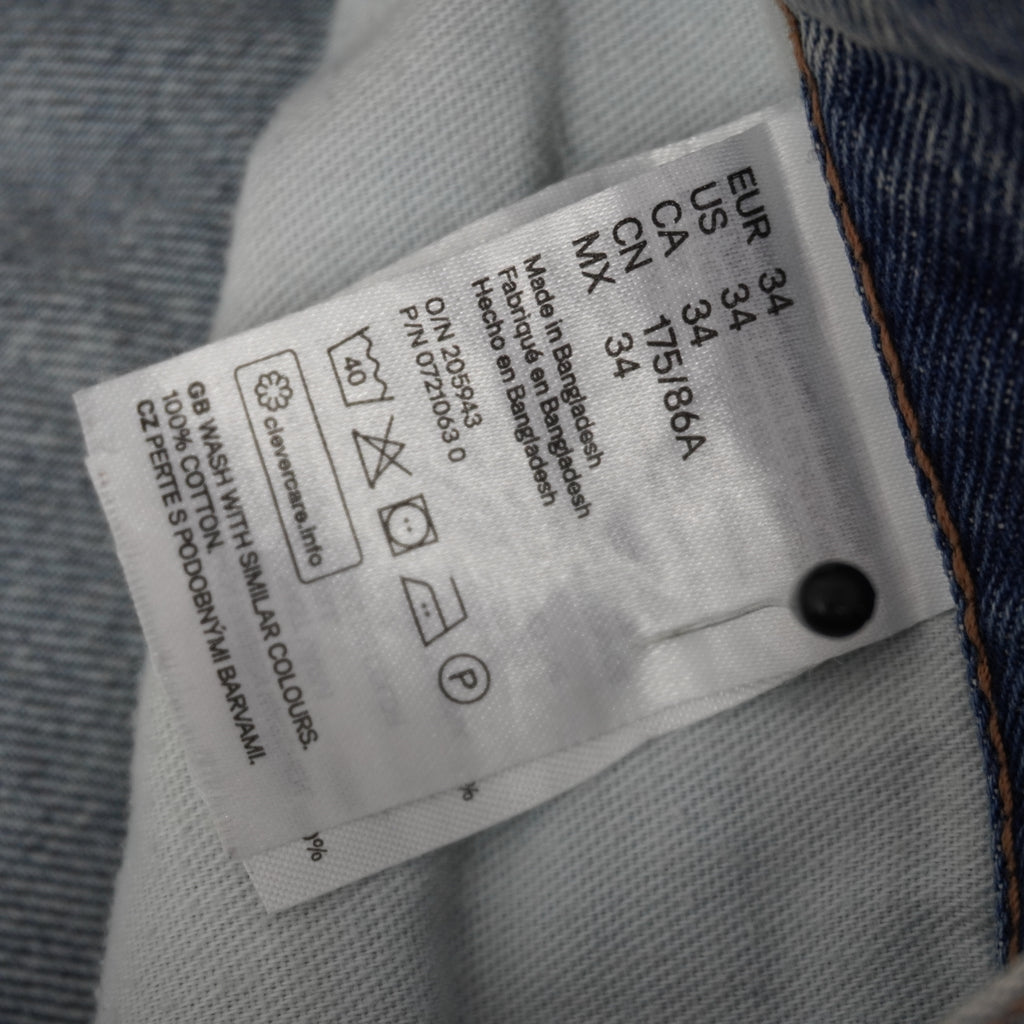 EUR 34
US 34
CA 34
CN 175/86A
MX 34
Made in Bangladesh
Fabriqué en Bangladesh
Hecho en Bangladesh
O/N 205943
P/N 0721063 0
40
P
clevercare.info
GB WASH WITH SIMILAR COLOURS.
100% COTTON.
CZ PERTE S PODOBNÝMI BARVAMI.
%
%